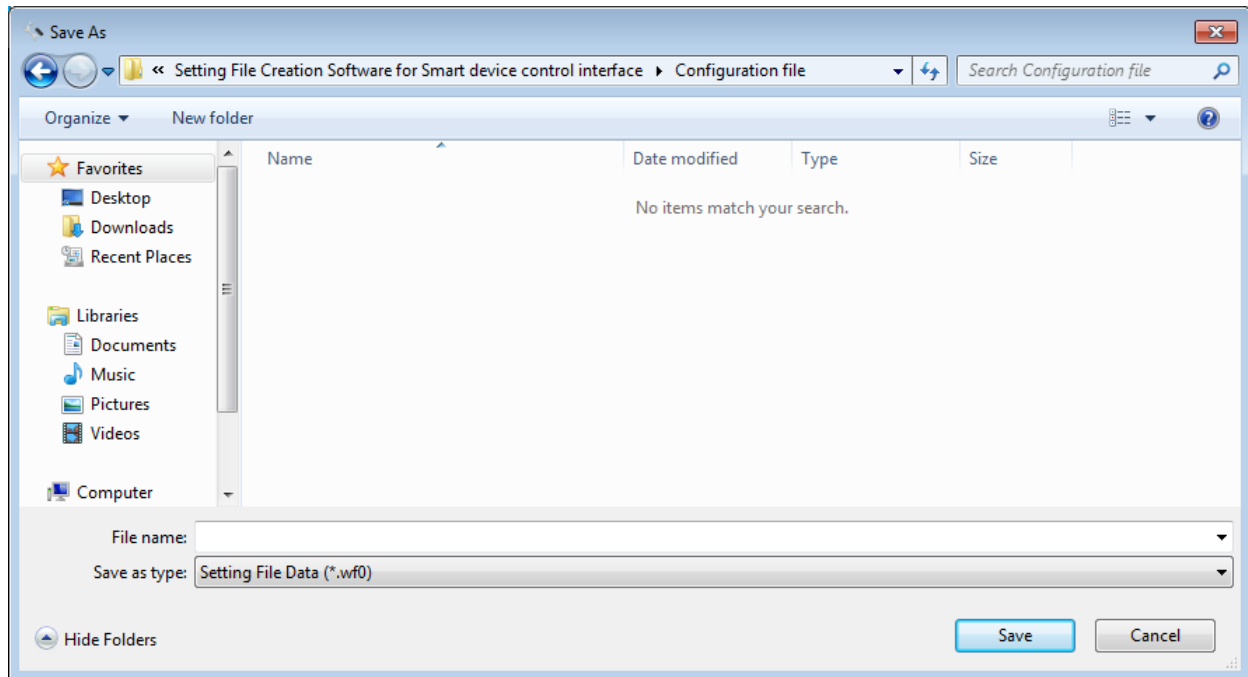 Save As
« Setting File Creation Software for Smart device control interface ▸ Configuration file
Search Configuration file
Organize
New folder
Name
Date modified
Type
Size
Favorites
Desktop
Downloads
Recent Places
Libraries
Documents
Music
Pictures
Videos
Computer
No items match your search.
File name:
Save as type: Setting File Data (*.wf0)
Hide Folders
Save
Cancel